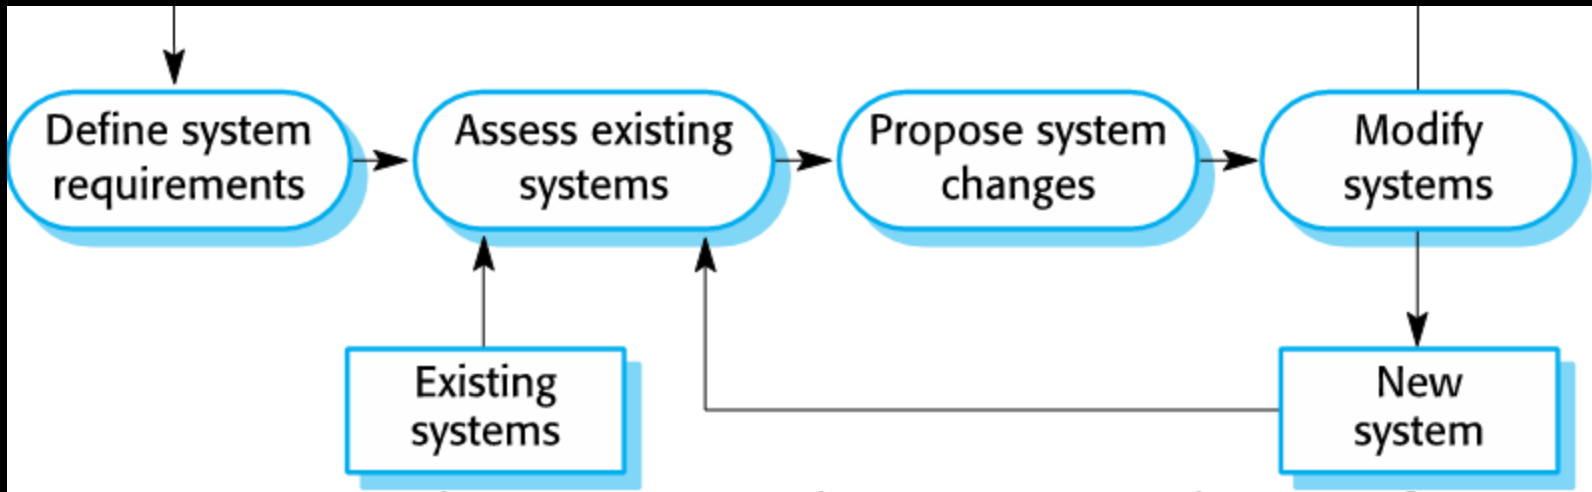 Define system
requirements
Assess existing
systems
Propose system
changes
Modify
systems
Existing
systems
New
system